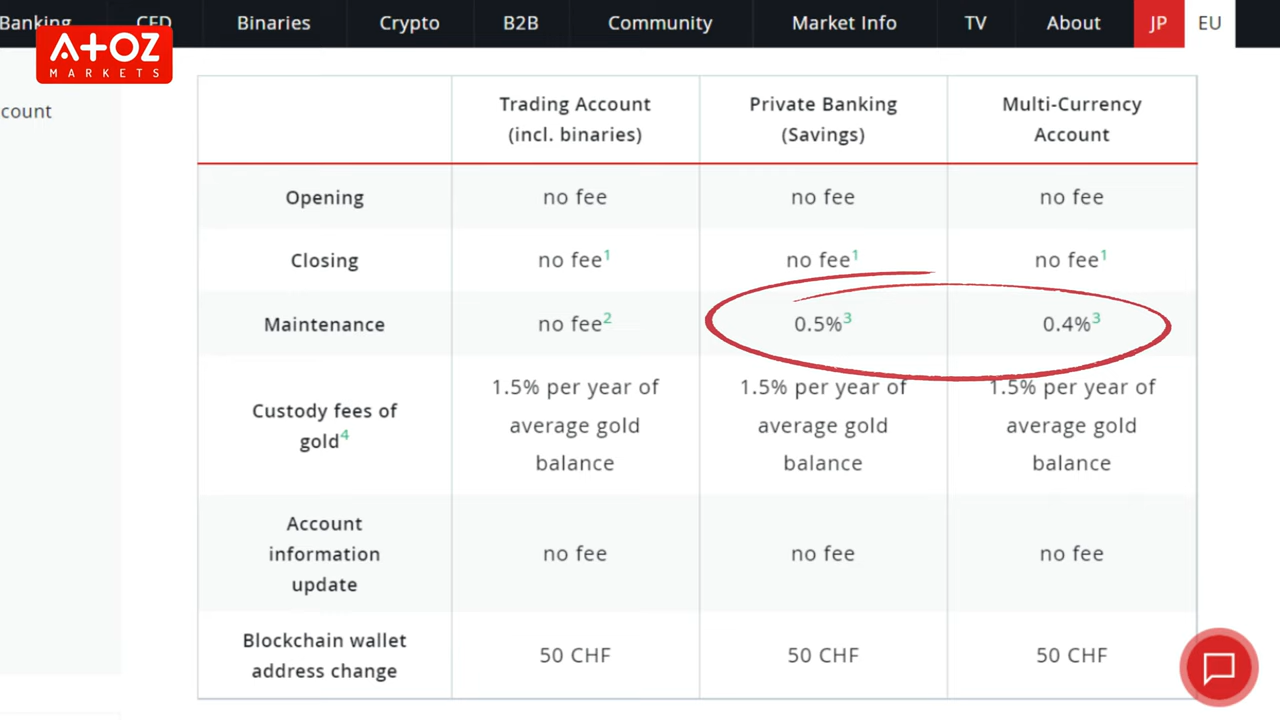 Banking CFD Binaries Crypto B2B Community Market Info TV About JP EU
A+OZ
MARKETS
count
Trading Account Private Banking Multi-Currency
(incl. binaries) (Savings) Account
Opening no fee no fee no fee
Closing no fee1 no fee1 no fee1
Maintenance no fee2 0.5%3 0.4%3
1.5% per year of 1.5% per year of 1.5% per year of
Custody fees of average gold average gold average gold
gold4 balance balance balance
Account
information no fee no fee no fee
update
Blockchain wallet 50 CHF 50 CHF 50 CHF
address change